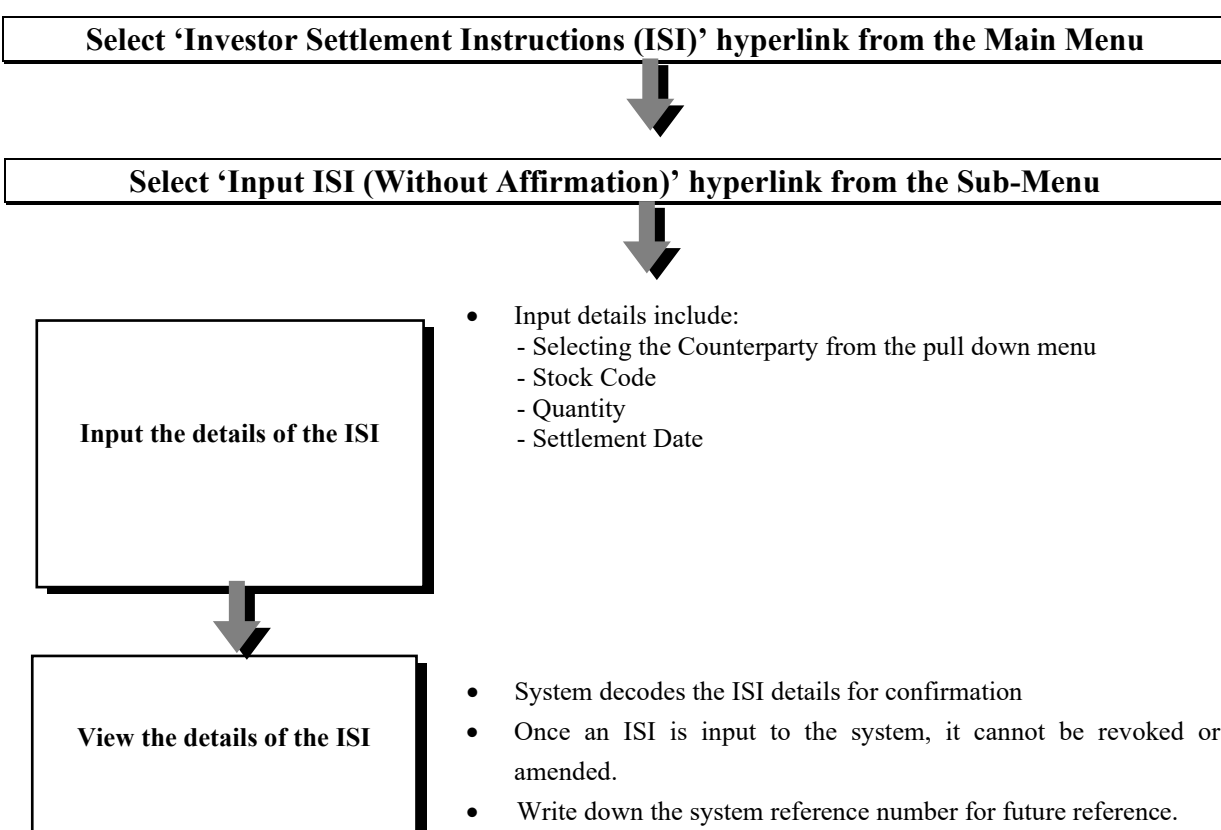 Select ‘Investor Settlement Instructions (ISI)’ hyperlink from the Main Menu
Select ‘Input ISI (Without Affirmation)’ hyperlink from the Sub-Menu
Input the details of the ISI
• Input details include:
- Selecting the Counterparty from the pull down menu
- Stock Code
- Quantity
- Settlement Date
View the details of the ISI
• System decodes the ISI details for confirmation
• Once an ISI is input to the system, it cannot be revoked or
amended.
• Write down the system reference number for future reference.